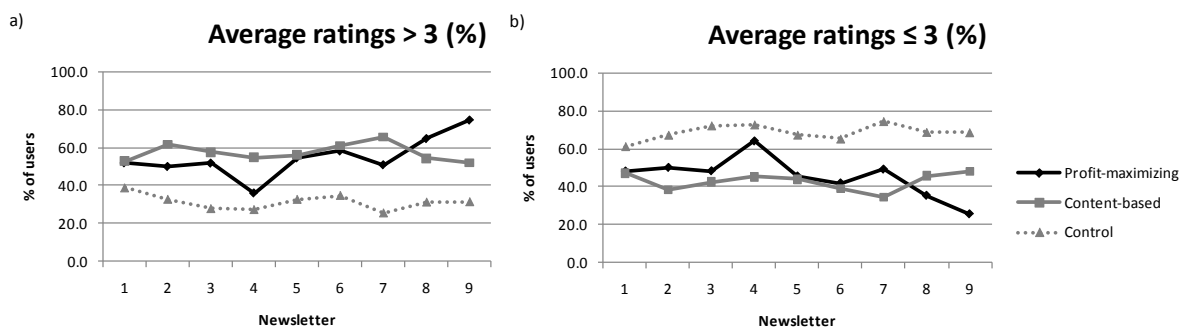 a)
Average ratings > 3 (%)
100.0
80.0
60.0
40.0
20.0
0.0
% of users
1 2 3 4 5 6 7 8 9
Newsletter
b)
Average ratings ≤ 3 (%)
100.0
80.0
60.0
40.0
20.0
0.0
% of users
1 2 3 4 5 6 7 8 9
Newsletter
Profit-maximizing
Content-based
Control